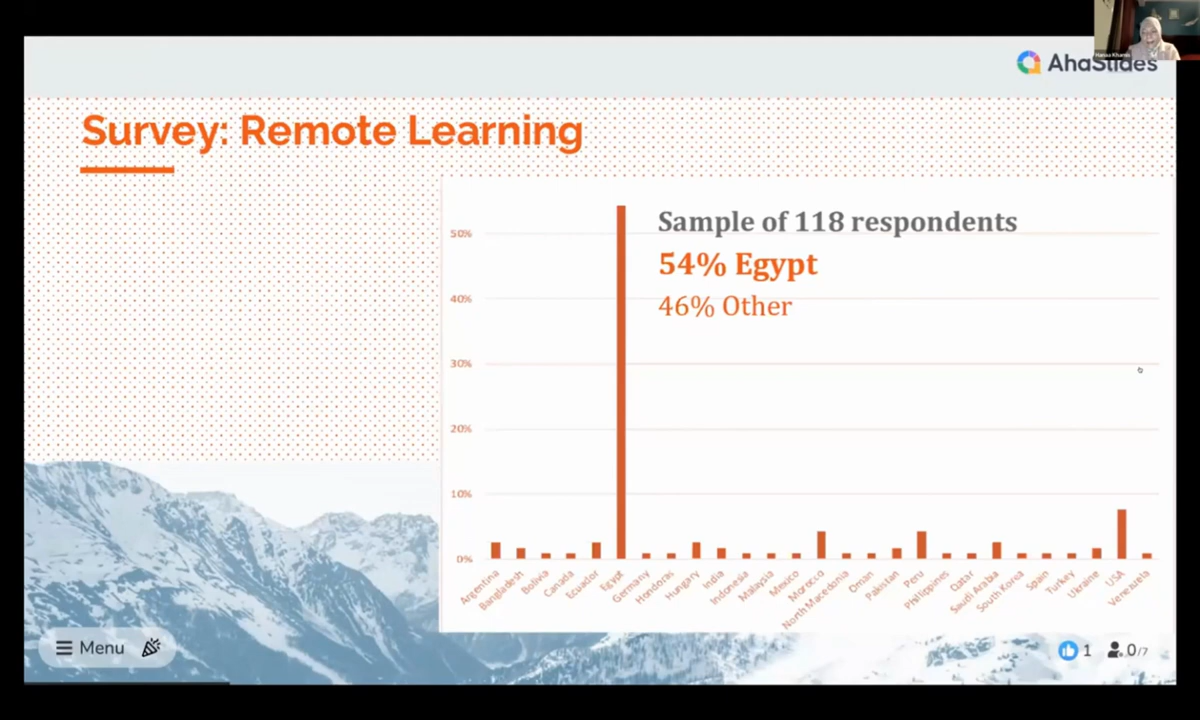 AhaSlides
Survey: Remote Learning
Sample of 118 respondents
54% Egypt
46% Other
50%
40%
30%
20%
10%
0%
Argentina
Bangladesh
Bolivia
Canada
Ecuador
Egypt
Germany
Honduras
Hungary
India
Indonesia
Malaysia
Mexico
Morocco
North Macedonia
Oman
Pakistan
Peru
Phillippines
Qatar
Saudi Arabia
South Korea
Spain
Turkey
Ukraine
USA
Venezuela
Menu
1
0/7